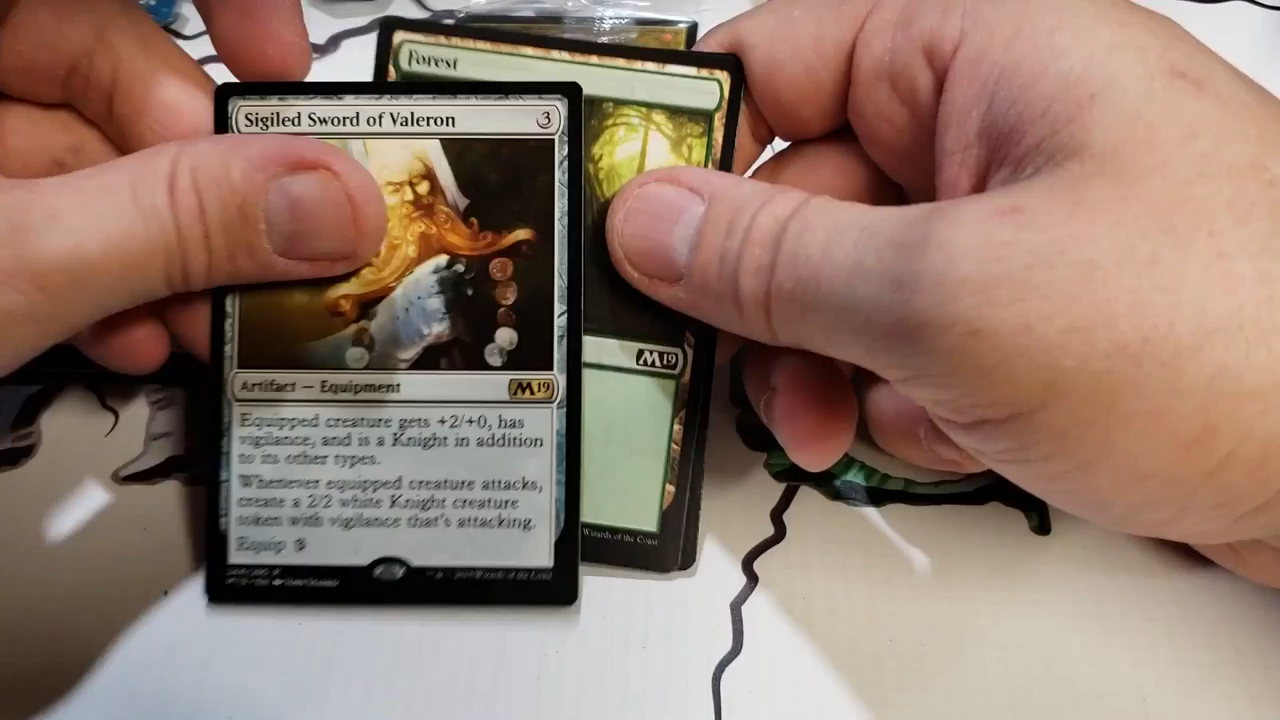 Forest
Sigiled Sword of Valeron 3
M19
Artifact — Equipment M19
Equipped creature gets +2/+0, has
vigilance, and is a Knight in addition
to its other types.
Whenever equipped creature attacks,
create a 2/2 white Knight creature
token with vigilance that's attacking.
Equip 3
Wizards of the Coast